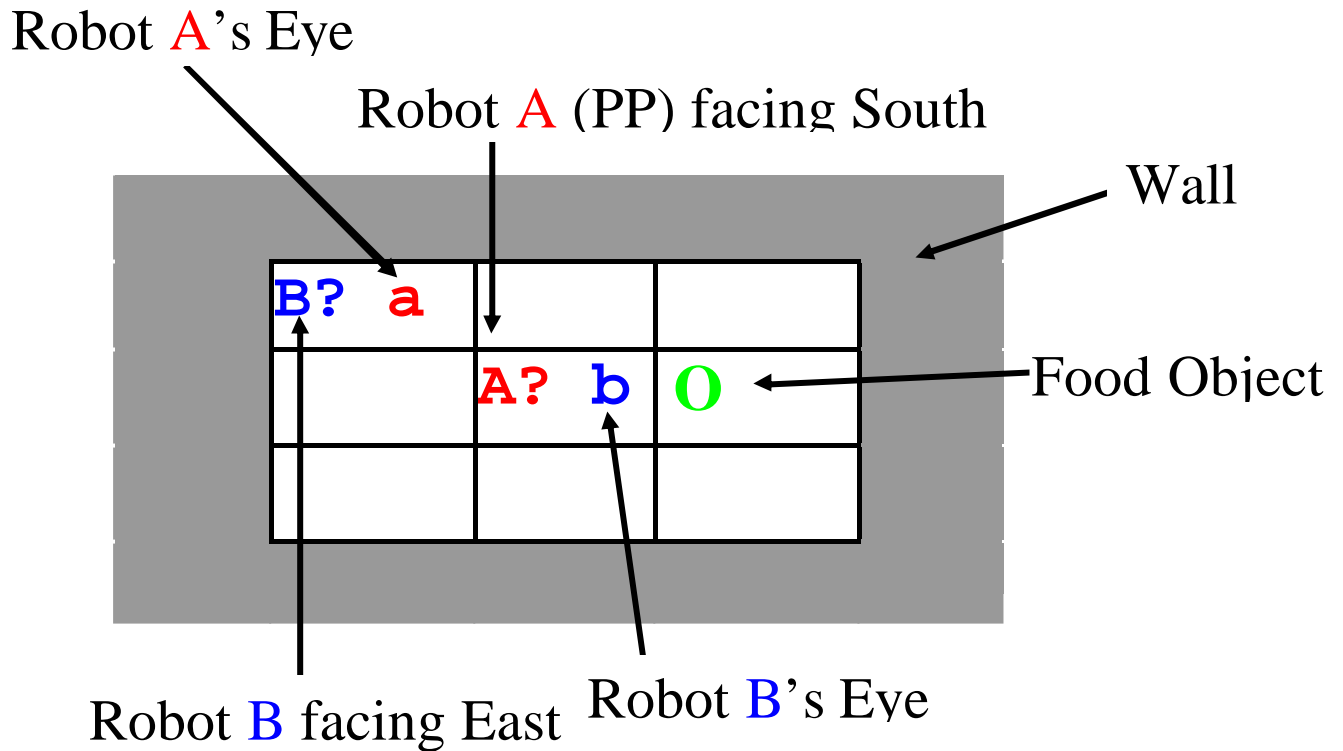 Robot A's Eye
Robot A (PP) facing South
Wall
B? a
A? b O
Food Object
Robot B facing East
Robot B's Eye